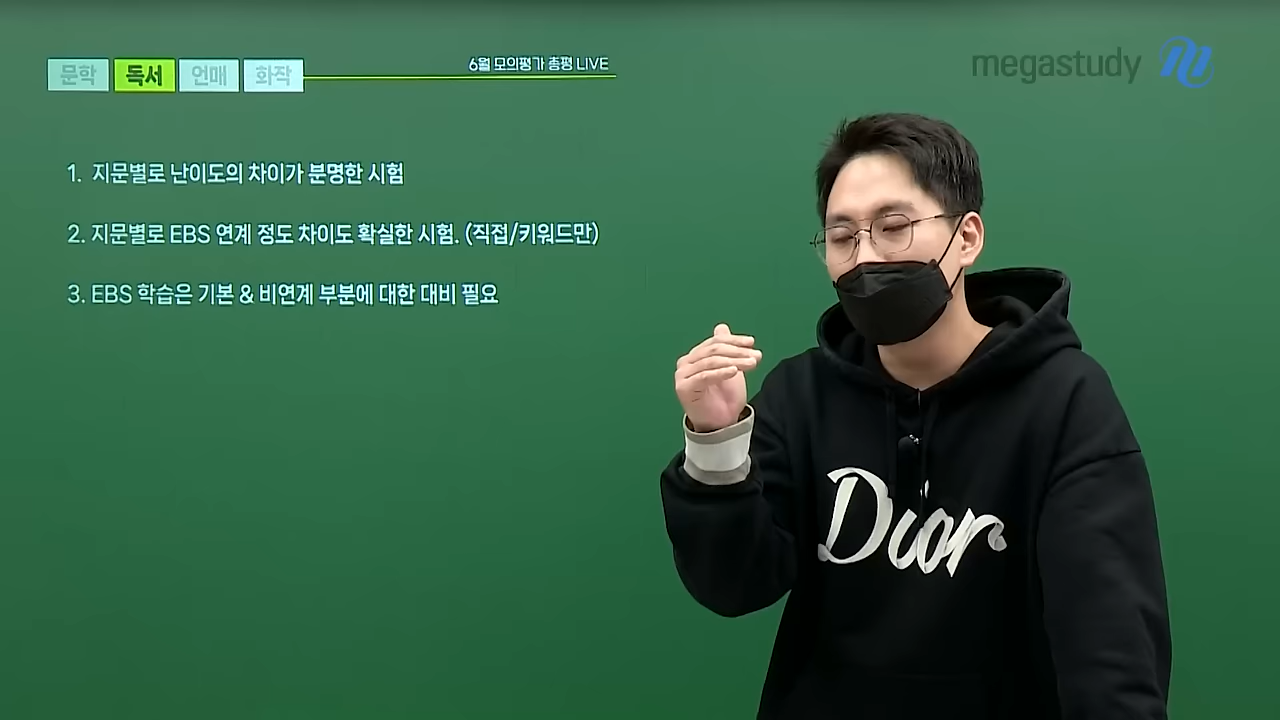 문학 독서 언매 화작
6월 모의평가 총평 LIVE
megastudy
1. 지문별로 난이도의 차이가 분명한 시험
2. 지문별로 EBS 연계 정도 차이도 확실한 시험. (직접/키워드만)
3. EBS 학습은 기본 & 비연계 부분에 대한 대비 필요
Dior